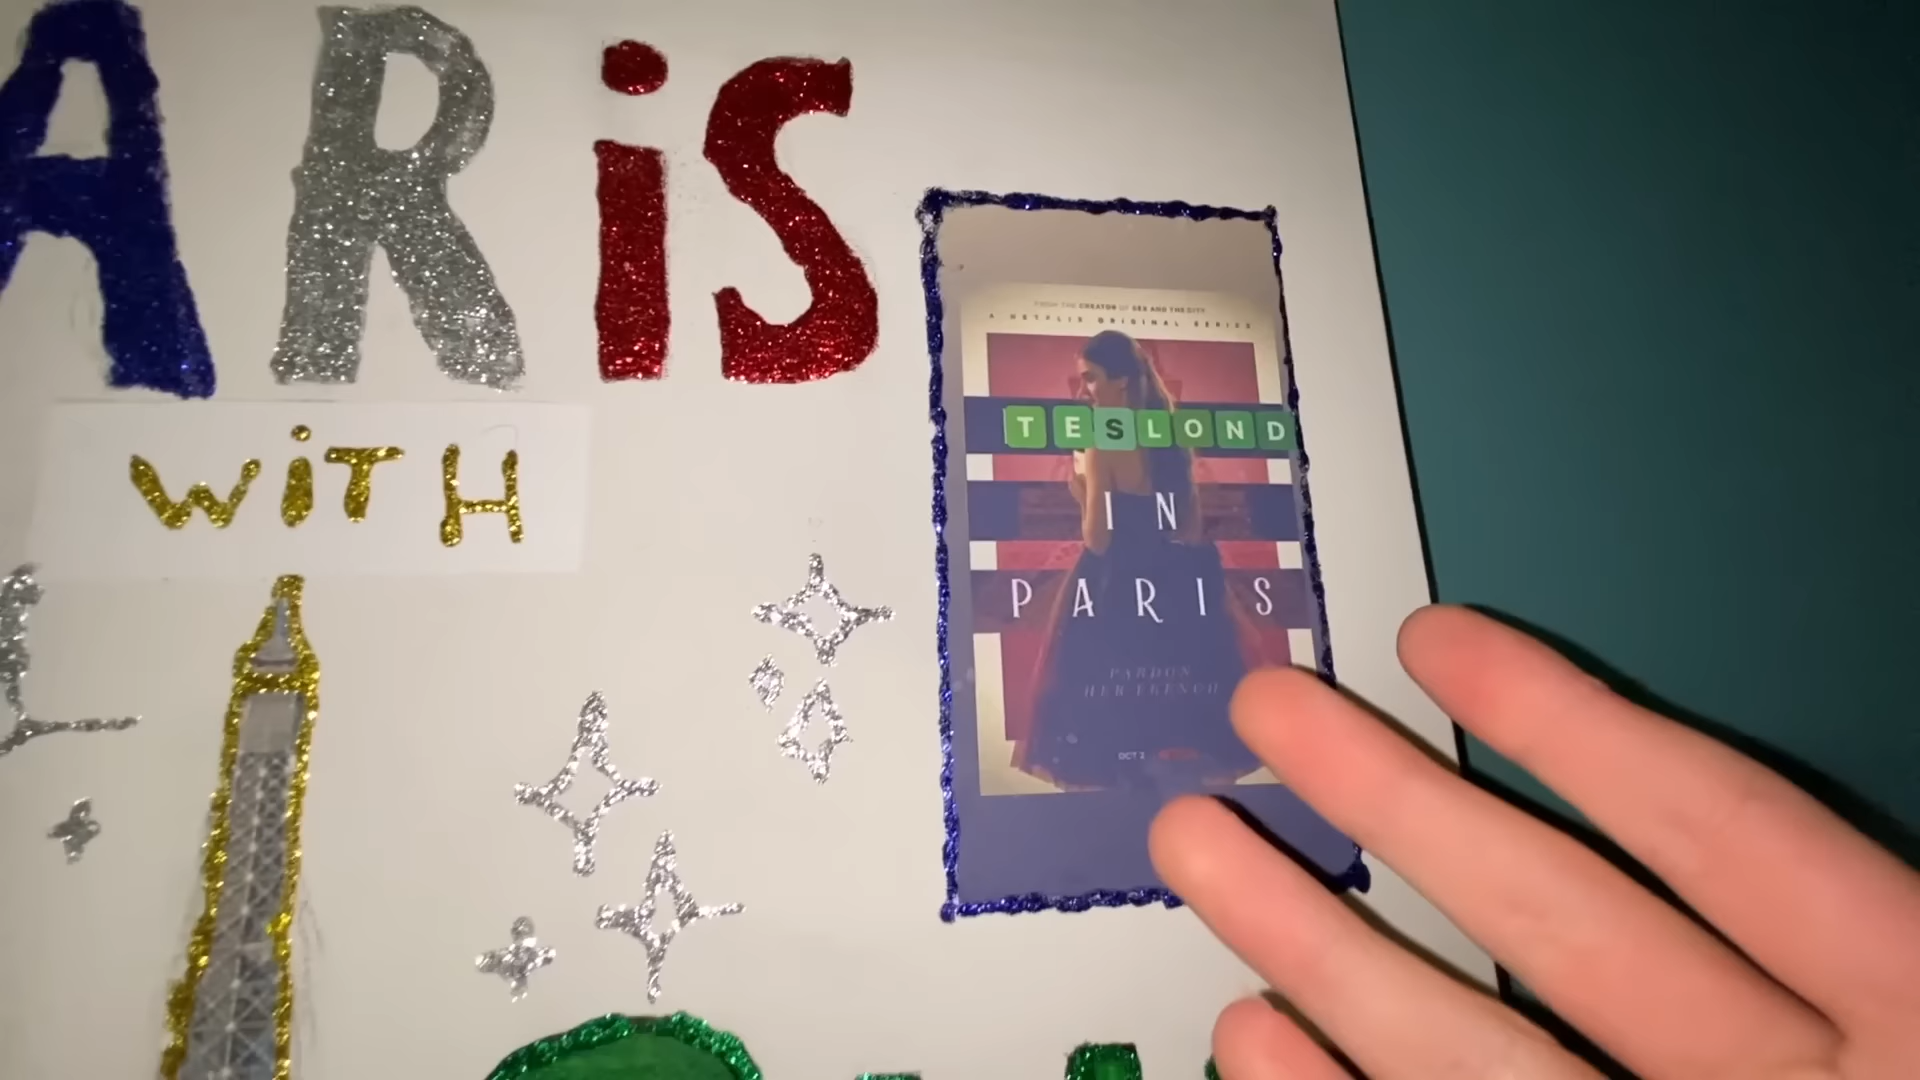 ARiS
WiTH
FROM THE CREATOR OF SEX AND THE CITY
A NETFLIX ORIGINAL SERIES
TESLOND
IN
PARIS
PARDON
HER FRENCH
OCT 2